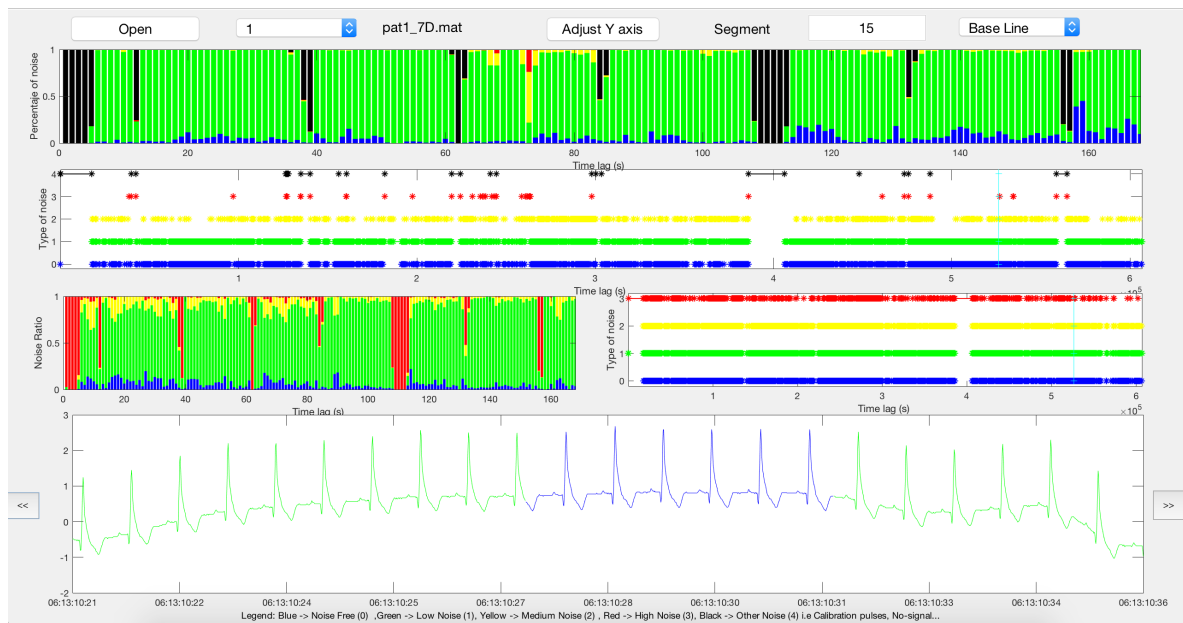 Open 1 pat1_7D.mat Adjust Y axis Segment 15 Base Line
Percentaje of noise
1
0.5
0
0 20 40 60 80 100 120 140 160
Time lag (s)
Type of noise
4
3
2
1
0
1 2 3 4 5 6
Time lag (s)
×10^5
Noise Ratio
1
0.5
0
0 20 40 60 80 100 120 140 160
Time lag (s)
Type of noise
3
2
1
0
1 2 3 4 5 6
Time lag (s)
×10^5
3
2
1
0
-1
-2
<< >>
06:13:10:21 06:13:10:22 06:13:10:24 06:13:10:25 06:13:10:27 06:13:10:28 06:13:10:30 06:13:10:31 06:13:10:33 06:13:10:34 06:13:10:36
Legend: Blue -> Noise Free (0) ,Green -> Low Noise (1), Yellow -> Medium Noise (2) , Red -> High Noise (3), Black -> Other Noise (4) i.e Calibration pulses, No-signal...